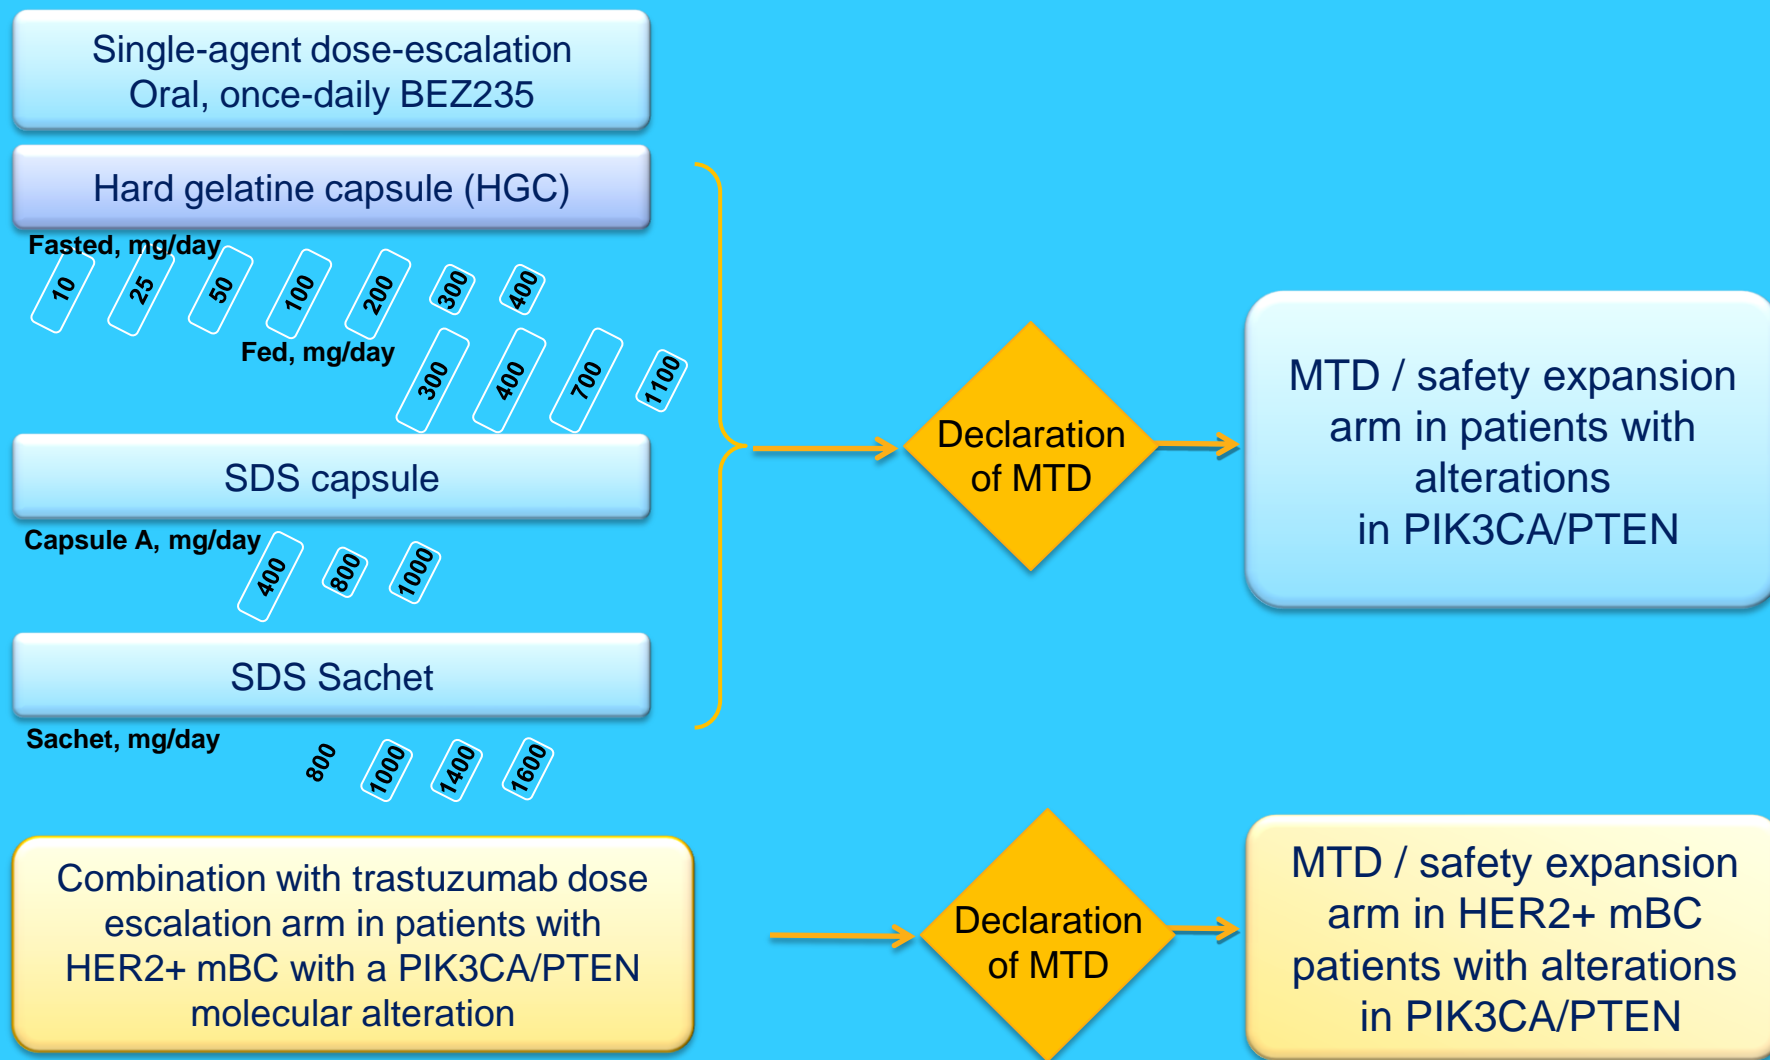 Single-agent dose-escalation
Oral, once-daily BEZ235
Hard gelatine capsule (HGC)
Fasted, mg/day
10
25
50
100
200
300
400
Fed, mg/day
300
400
700
1100
SDS capsule
Capsule A, mg/day
400
800
1000
SDS Sachet
Sachet, mg/day
800
1000
1400
1600
Declaration
of MTD
MTD / safety expansion
arm in patients with
alterations
in PIK3CA/PTEN
Combination with trastuzumab dose
escalation arm in patients with
HER2+ mBC with a PIK3CA/PTEN
molecular alteration
Declaration
of MTD
MTD / safety expansion
arm in HER2+ mBC
patients with alterations
in PIK3CA/PTEN